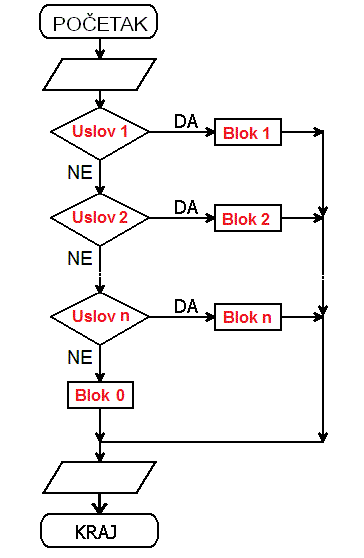 POČETAK
Uslov 1
DA
Blok 1
NE
Uslov 2
DA
Blok 2
NE
Uslov n
DA
Blok n
NE
Blok 0
KRAJ